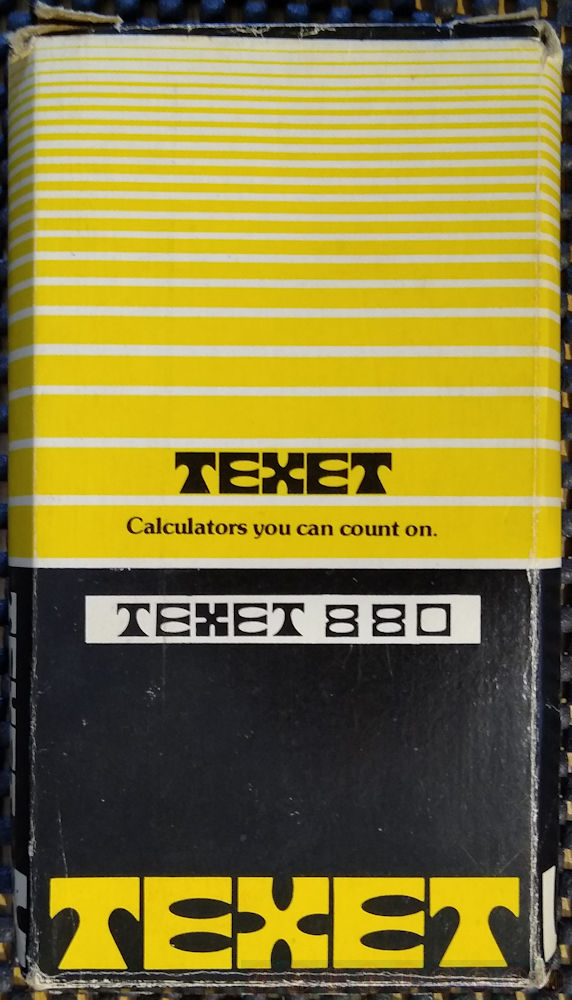 TEXET
Calculators you can count on.
TEXET 880
TEXET